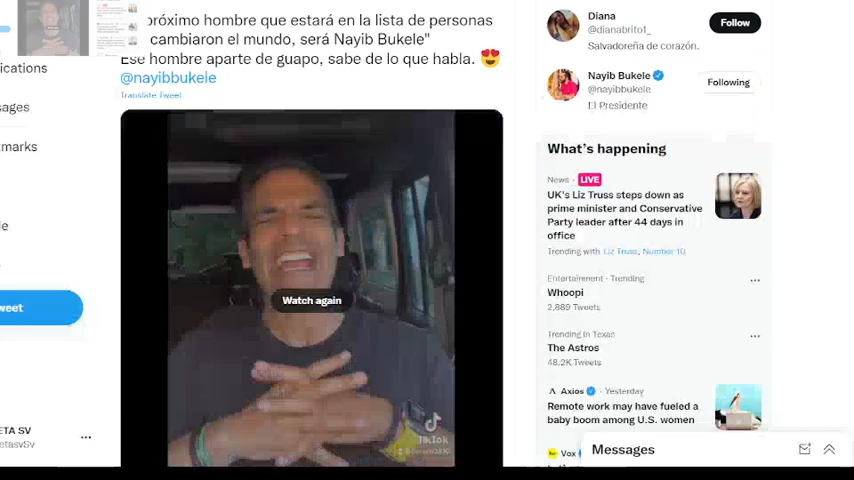 próximo hombre que estará en la lista de personas
cambiaron el mundo, será Nayib Bukele"
Ese hombre aparte de guapo, sabe de lo que habla. 😍
@nayibbukele
Translate Tweet
Watch again
TikTok
Diana
@dianabrito1_
Follow
Salvadoreña de corazón.
Nayib Bukele
@nayibbukele
Following
El Presidente
What's happening
News · LIVE
UK's Liz Truss steps down as
prime minister and Conservative
Party leader after 44 days in
office
Trending with Liz Truss, Number 10
Entertainment · Trending
Whoopi
2,889 Tweets
Trending in Texas
The Astros
48.2K Tweets
Axios · Yesterday
Remote work may have fueled a
baby boom among U.S. women
Vox
Messages
ications
sages
marks
le
weet
ETA SV
etasvSv